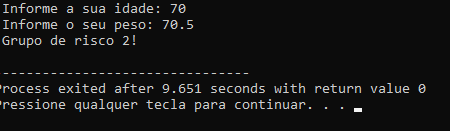 Informe a sua idade: 70
Informe o seu peso: 70.5
Grupo de risco 2!
--------------------------------
Process exited after 9.651 seconds with return value 0
Pressione qualquer tecla para continuar. . .